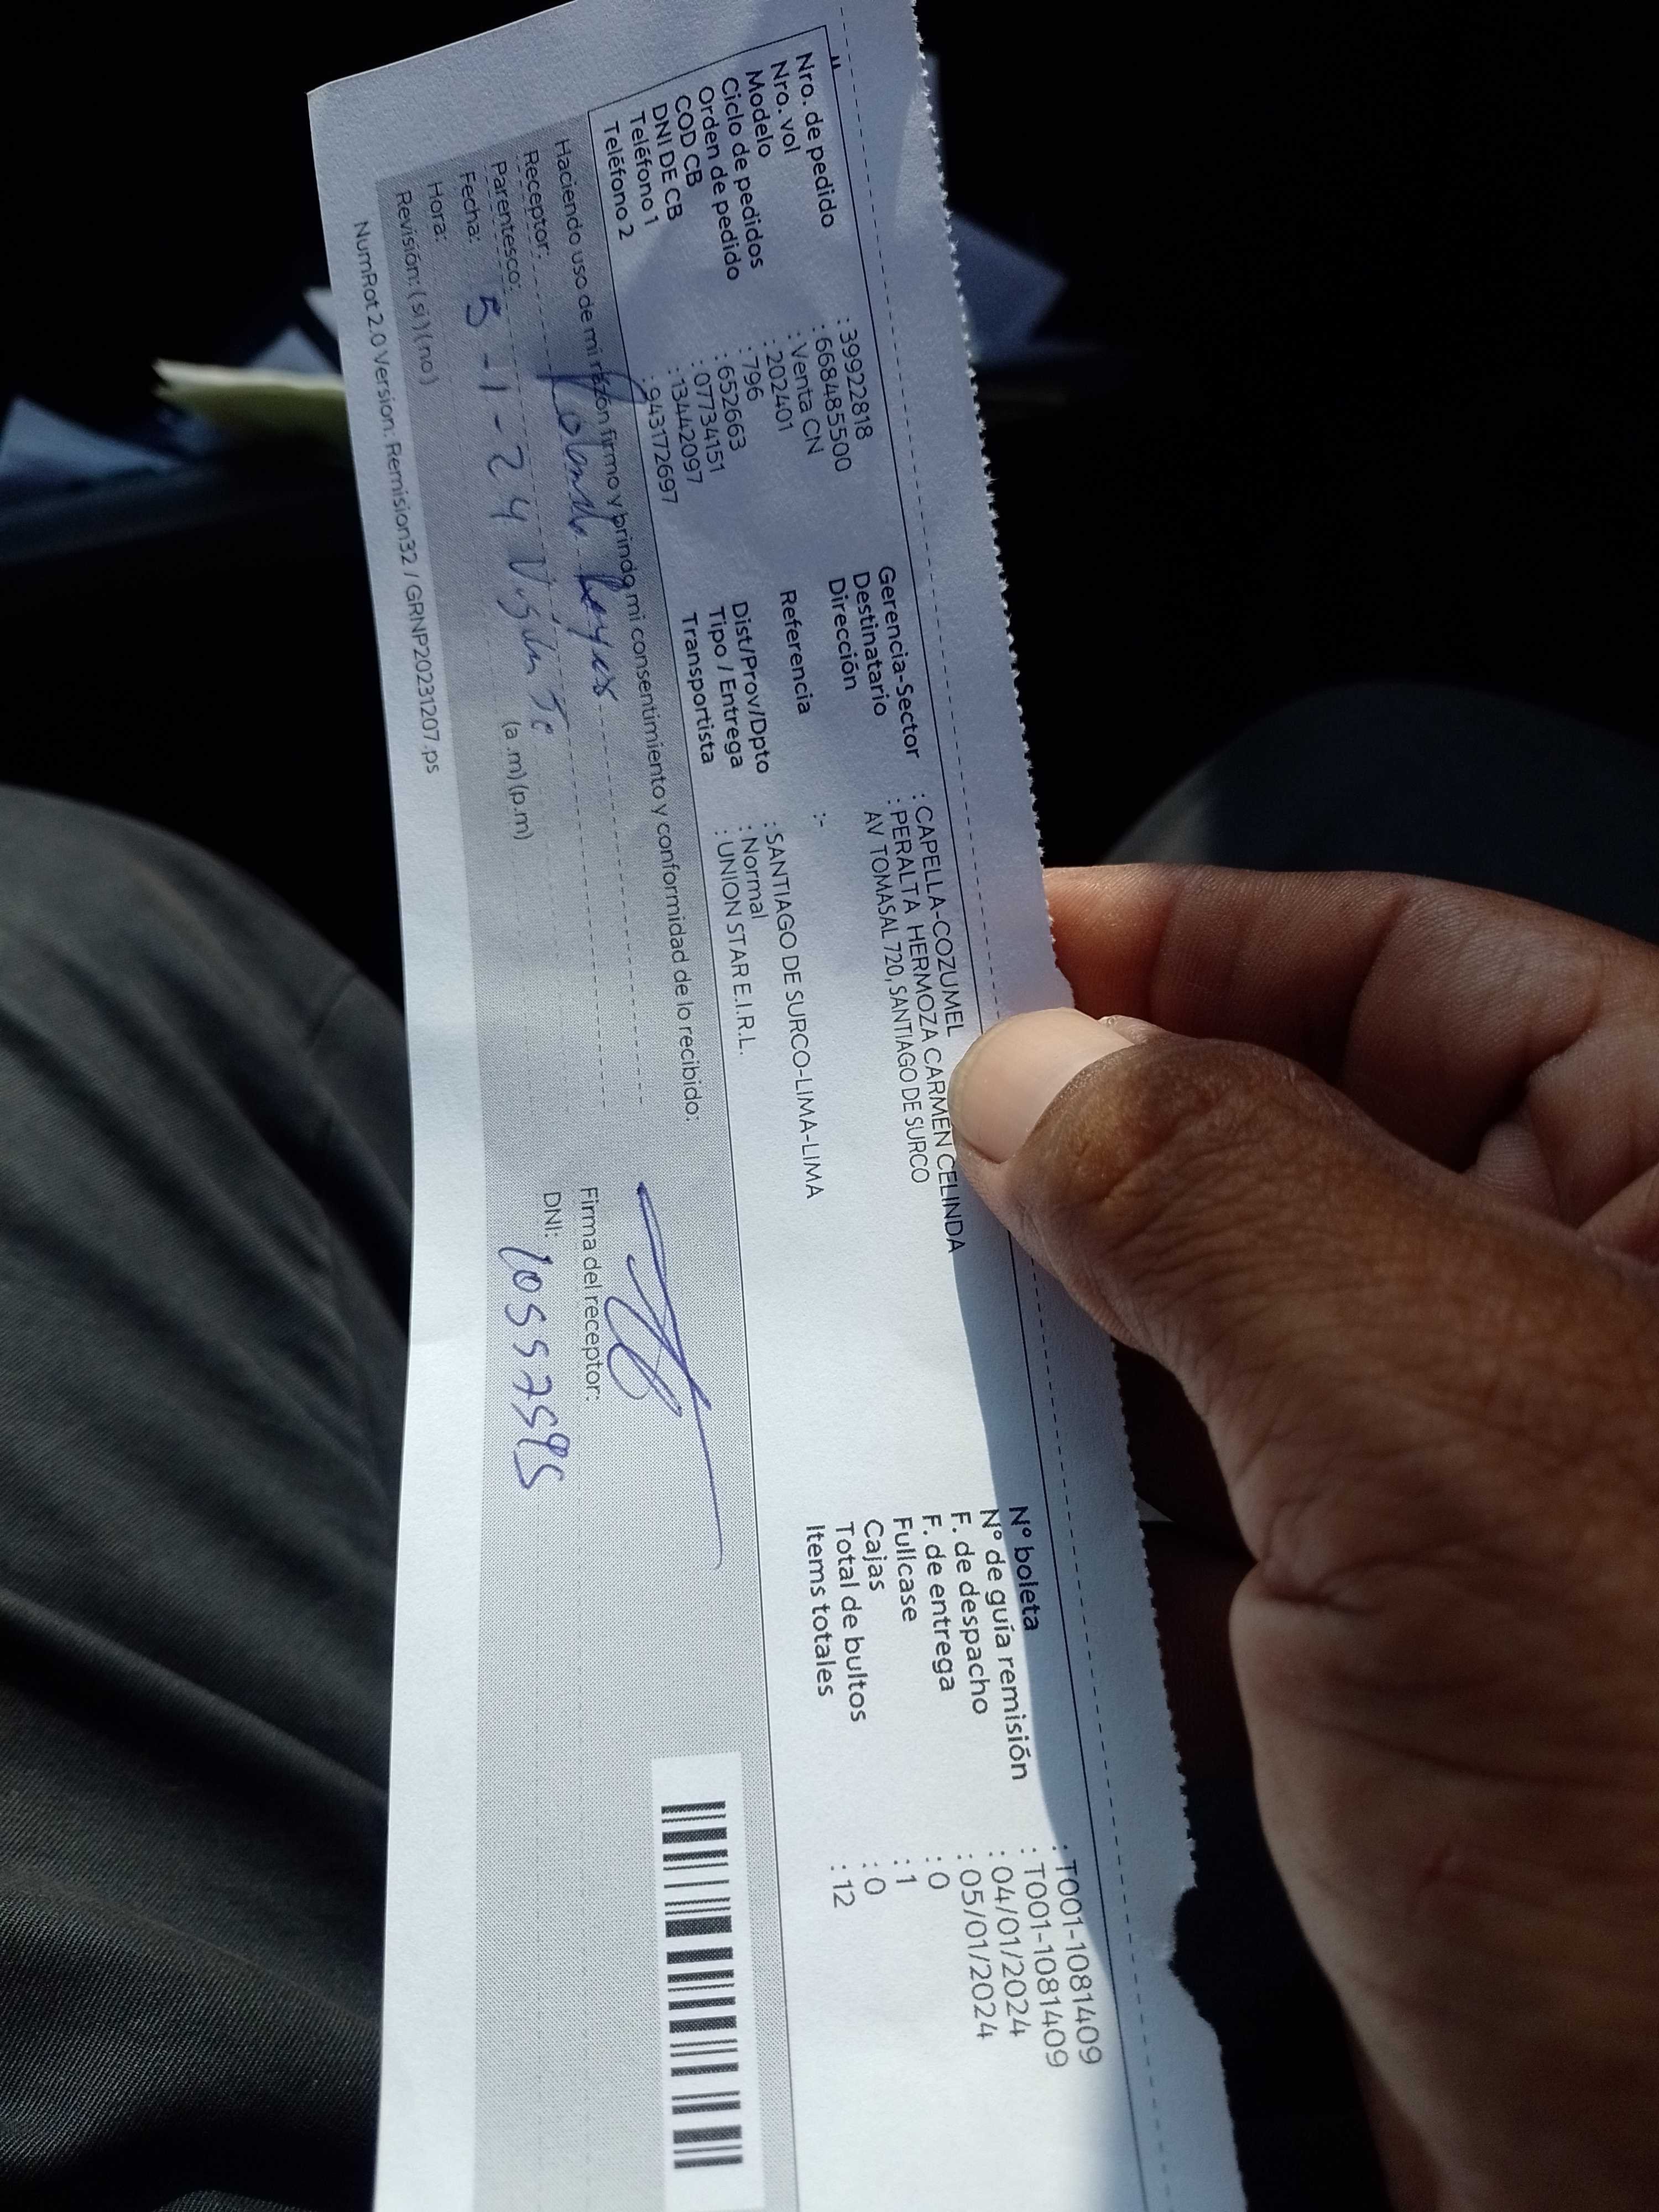 Nro. de pedido : 39922818
Nro. vol : 6684855500
Modelo : Venta CN
Ciclo de pedidos : 202401
Orden de pedido : 796
COD CB : 652663
DNI DE CB : 07734151
Teléfono 1 : 13442097
Teléfono 2 : 943172697
Gerencia-Sector : CAPELLA-COZUMEL
Destinatario : PERALTA HERMOZA CARMEN CELINDA
Dirección AV TOMASAL 720, SANTIAGO DE SURCO
Referencia :-
Dist/Prov/Dpto : SANTIAGO DE SURCO-LIMA-LIMA
Tipo / Entrega : Normal
Transportista : UNION STAR E.I.R.L.
Nº boleta : T001-1081409
Nº de guía remisión : T001-1081409
F. de despacho : 04/01/2024
F. de entrega : 05/01/2024
Fullcase : 0
Cajas : 1
Total de bultos : 0
Items totales : 12
Haciendo uso de mi razón firmo y brindo mi consentimiento y conformidad de lo recibido:
Receptor: Reyes
Parentesco:
Fecha: 5-1-24
Hora: (a.m)(p.m)
Revisión: (si)(no)
Firma del receptor:
DNI: 10557595
NumRot 2.0 Version: Remision32 / GRNP20231207.ps